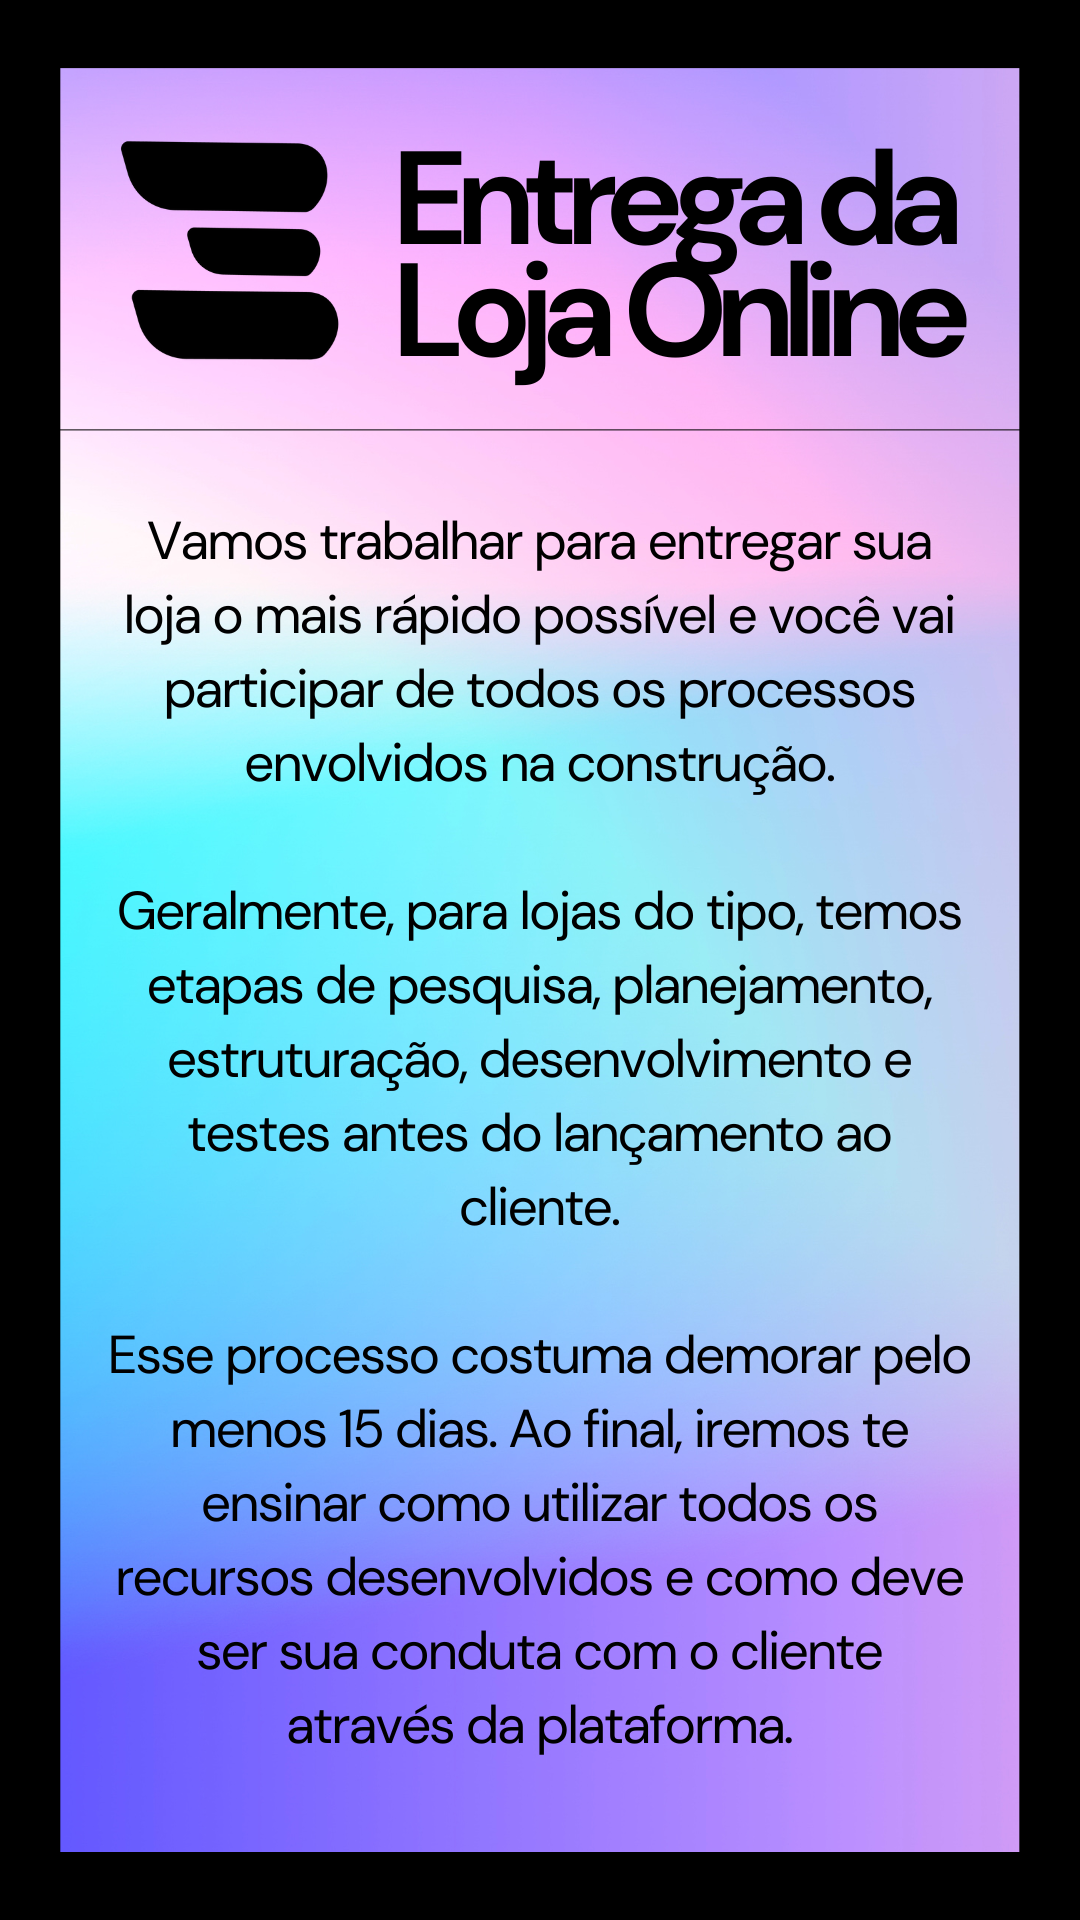 Entrega da
Loja Online
Vamos trabalhar para entregar sua
loja o mais rápido possível e você vai
participar de todos os processos
envolvidos na construção.
Geralmente, para lojas do tipo, temos
etapas de pesquisa, planejamento,
estruturação, desenvolvimento e
testes antes do lançamento ao
cliente.
Esse processo costuma demorar pelo
menos 15 dias. Ao final, iremos te
ensinar como utilizar todos os
recursos desenvolvidos e como deve
ser sua conduta com o cliente
através da plataforma.